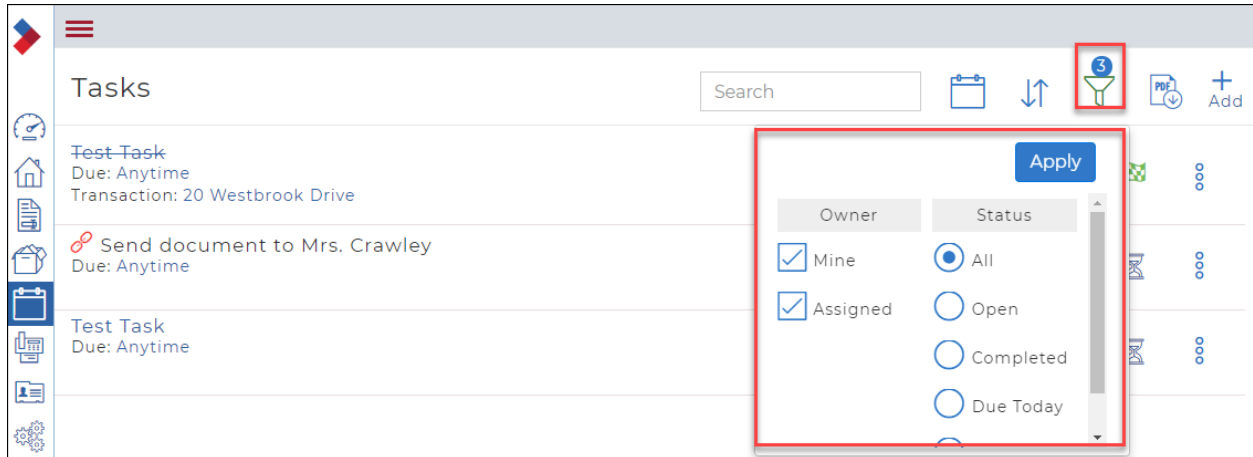 3
Tasks
Search
PDF
Add
Test Task
Due: Anytime
Transaction: 20 Westbrook Drive
Send document to Mrs. Crawley
Due: Anytime
Test Task
Due: Anytime
Apply
Owner
Status
Mine
All
Assigned
Open
Completed
Due Today